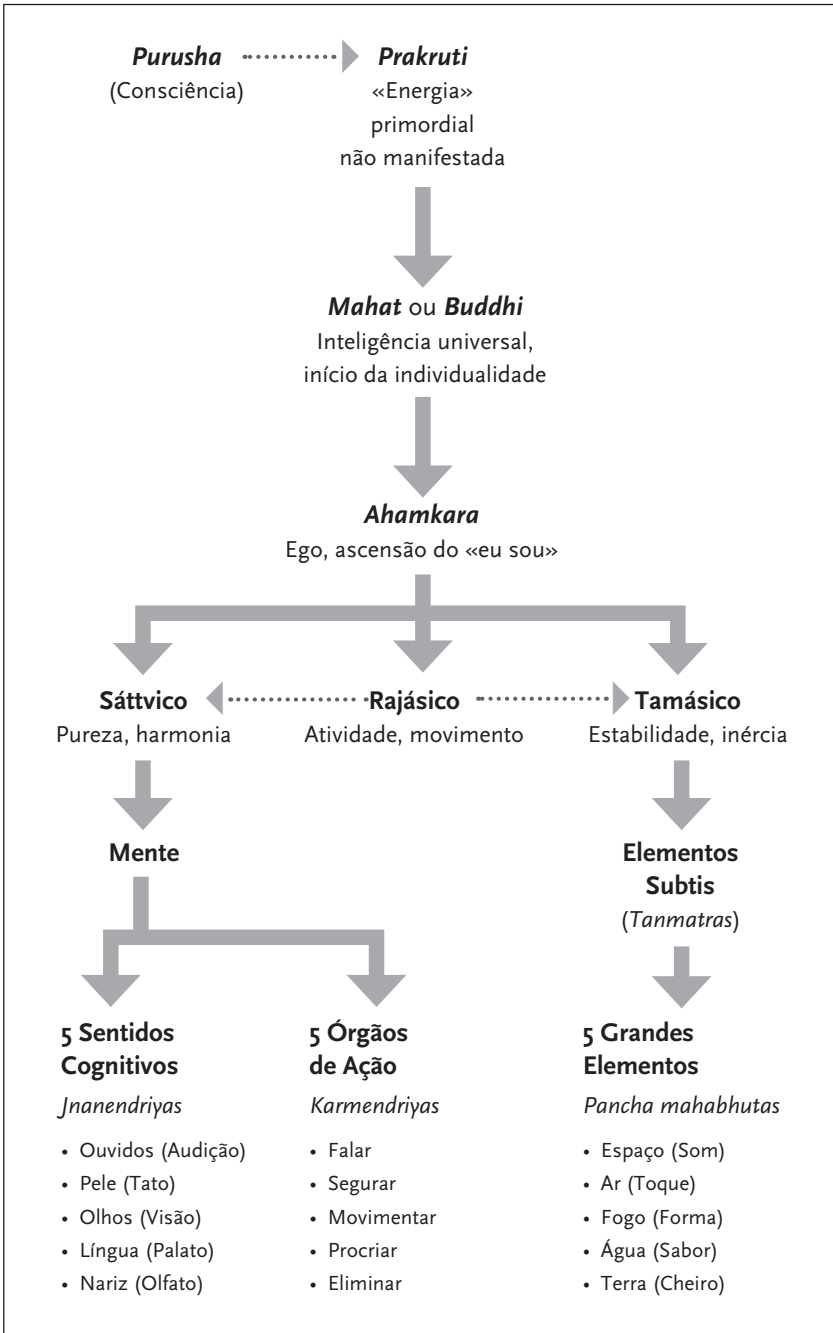 Purusha
(Consciência)
Prakruti
«Energia»
primordial
não manifestada
Mahat ou Buddhi
Inteligência universal,
início da individualidade
Ahamkara
Ego, ascensão do «eu sou»
Sáttvico
Pureza, harmonia
Rajásico
Atividade, movimento
Tamásico
Estabilidade, inércia
Mente
Elementos
Subtis
(Tanmatras)
5 Sentidos
Cognitivos
Jnanendriyas
• Ouvidos (Audição)
• Pele (Tato)
• Olhos (Visão)
• Língua (Palato)
• Nariz (Olfato)
5 Órgãos
de Ação
Karmendriyas
• Falar
• Segurar
• Movimentar
• Procriar
• Eliminar
5 Grandes
Elementos
Pancha mahabhutas
• Espaço (Som)
• Ar (Toque)
• Fogo (Forma)
• Água (Sabor)
• Terra (Cheiro)